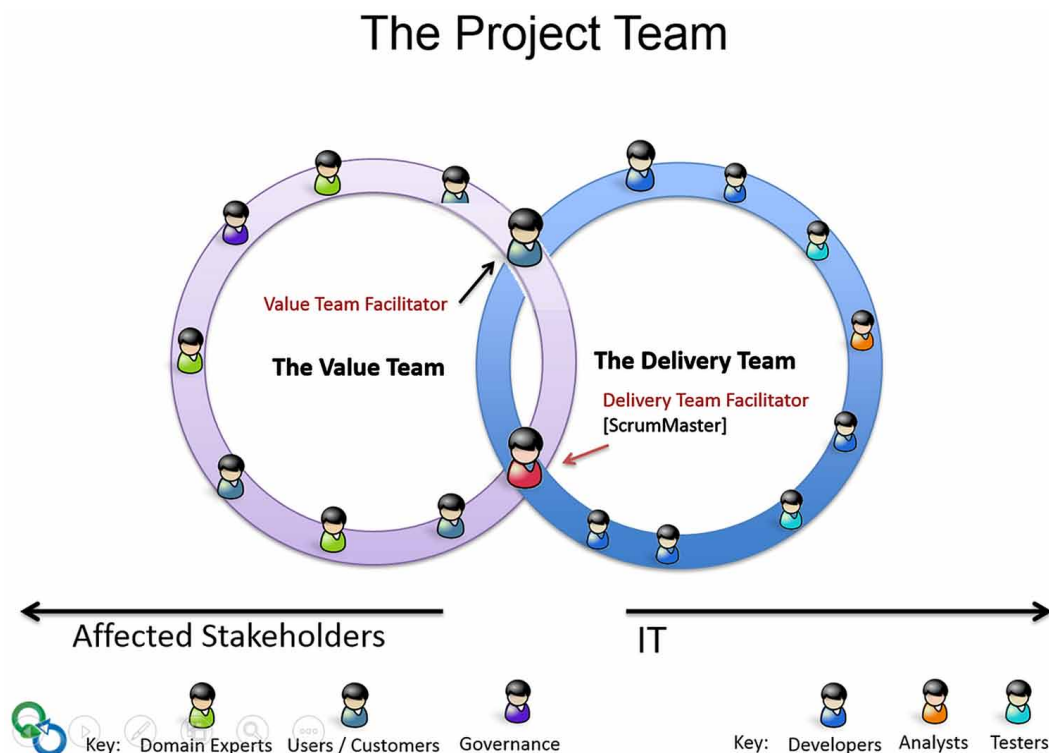 The Project Team
Value Team Facilitator
The Value Team
The Delivery Team
Delivery Team Facilitator
[ScrumMaster]
Affected Stakeholders
IT
Key: Domain Experts Users / Customers Governance
Key: Developers Analysts Testers